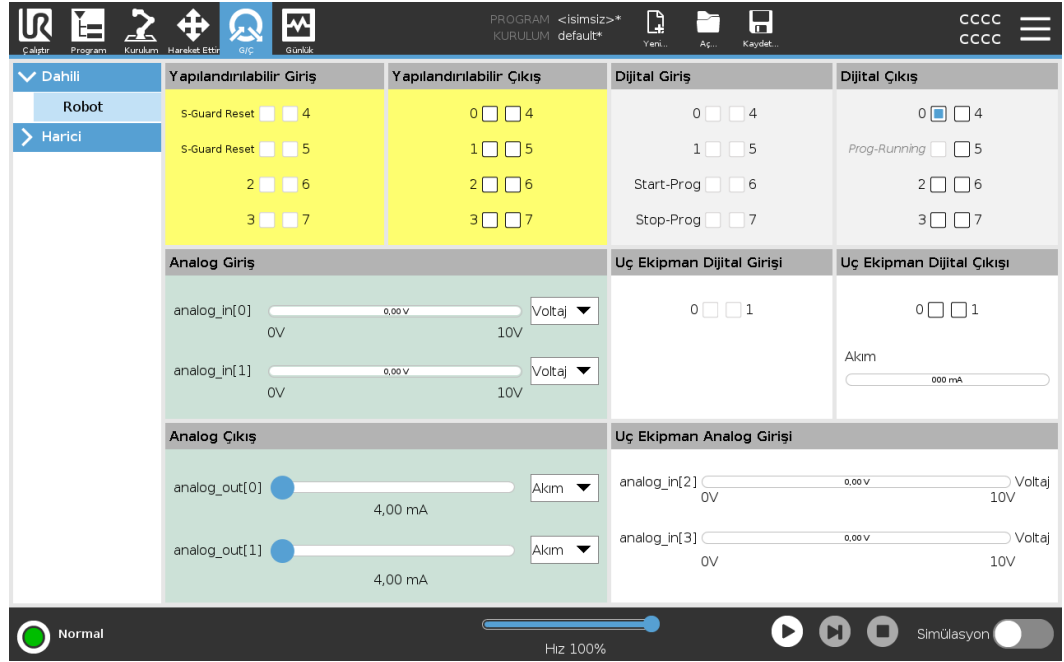 UR
PROGRAM <isimsiz>*
KURULUM default*
CCCC
CCCC
Çalıştır Program Kurulum Hareket Ettir G/Ç Günlük Yeni... Aç... Kaydet...
Dahili
Robot
Harici
Yapılandırılabilir Giriş Yapılandırılabilir Çıkış Dijital Giriş Dijital Çıkış
S-Guard Reset 4 0 4 0 4 0 4
S-Guard Reset 5 1 5 1 5 Prog-Running 5
2 6 2 6 Start-Prog 6 2 6
3 7 3 7 Stop-Prog 7 3 7
Analog Giriş Uç Ekipman Dijital Girişi Uç Ekipman Dijital Çıkışı
analog_in[0] 0,00 V Voltaj 0 1 0 1
0V 10V
Akım
analog_in[1] 0,00 V Voltaj 000 mA
0V 10V
Analog Çıkış Uç Ekipman Analog Girişi
analog_out[0] Akım analog_in[2] 0,00 V Voltaj
4,00 mA 0V 10V
analog_out[1] Akım analog_in[3] 0,00 V Voltaj
4,00 mA 0V 10V
Normal
Hız 100%
Simülasyon